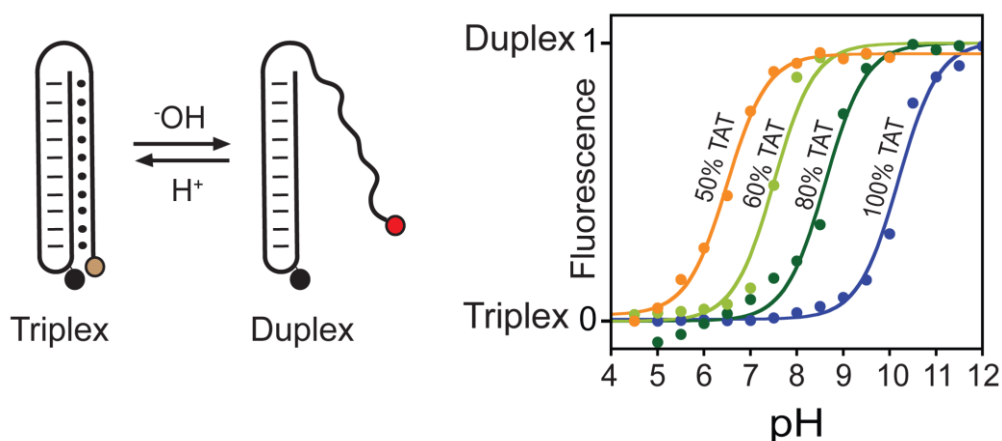 ⁻OH
H⁺
Triplex
Duplex
Duplex 1
Fluorescence
Triplex 0
50% TAT
60% TAT
80% TAT
100% TAT
4 5 6 7 8 9 10 11 12
pH